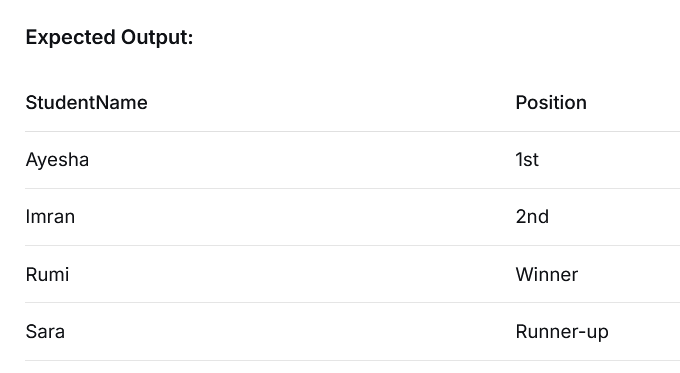 Expected Output:
StudentName Position
Ayesha 1st
Imran 2nd
Rumi Winner
Sara Runner-up